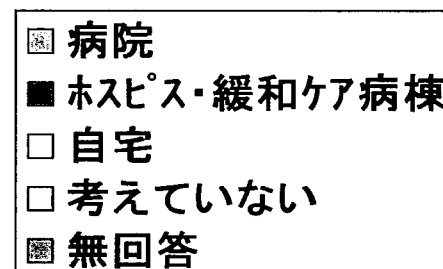 病院
ホスピス・緩和ケア病棟
自宅
考えていない
無回答